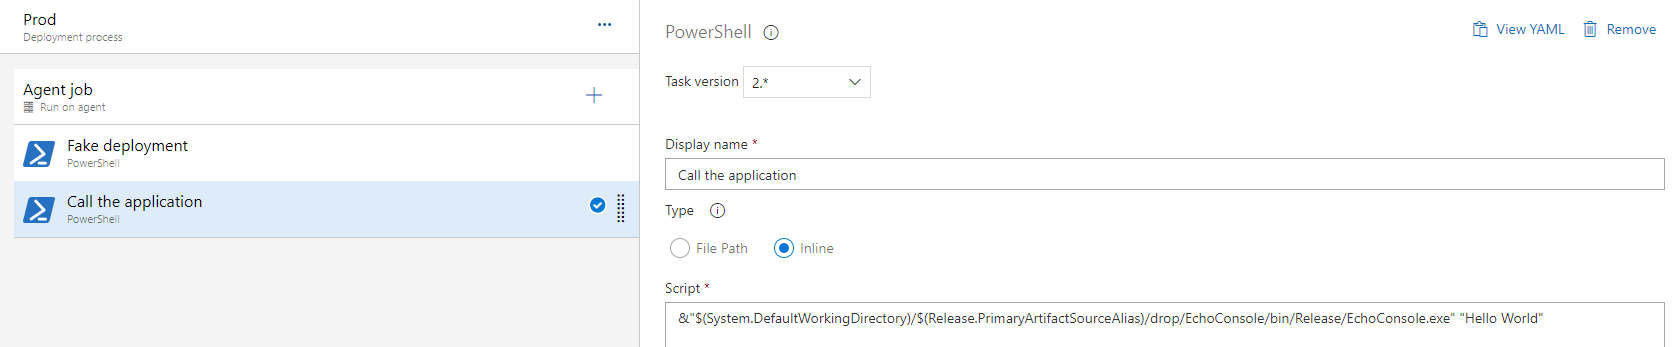 Prod
Deployment process
Agent job
Run on agent
Fake deployment
PowerShell
Call the application
PowerShell
PowerShell
View YAML
Remove
Task version
2.*
Display name *
Call the application
Type
File Path
Inline
Script *
&"$(System.DefaultWorkingDirectory)/$(Release.PrimaryArtifactSourceAlias)/drop/EchoConsole/bin/Release/EchoConsole.exe" "Hello World"